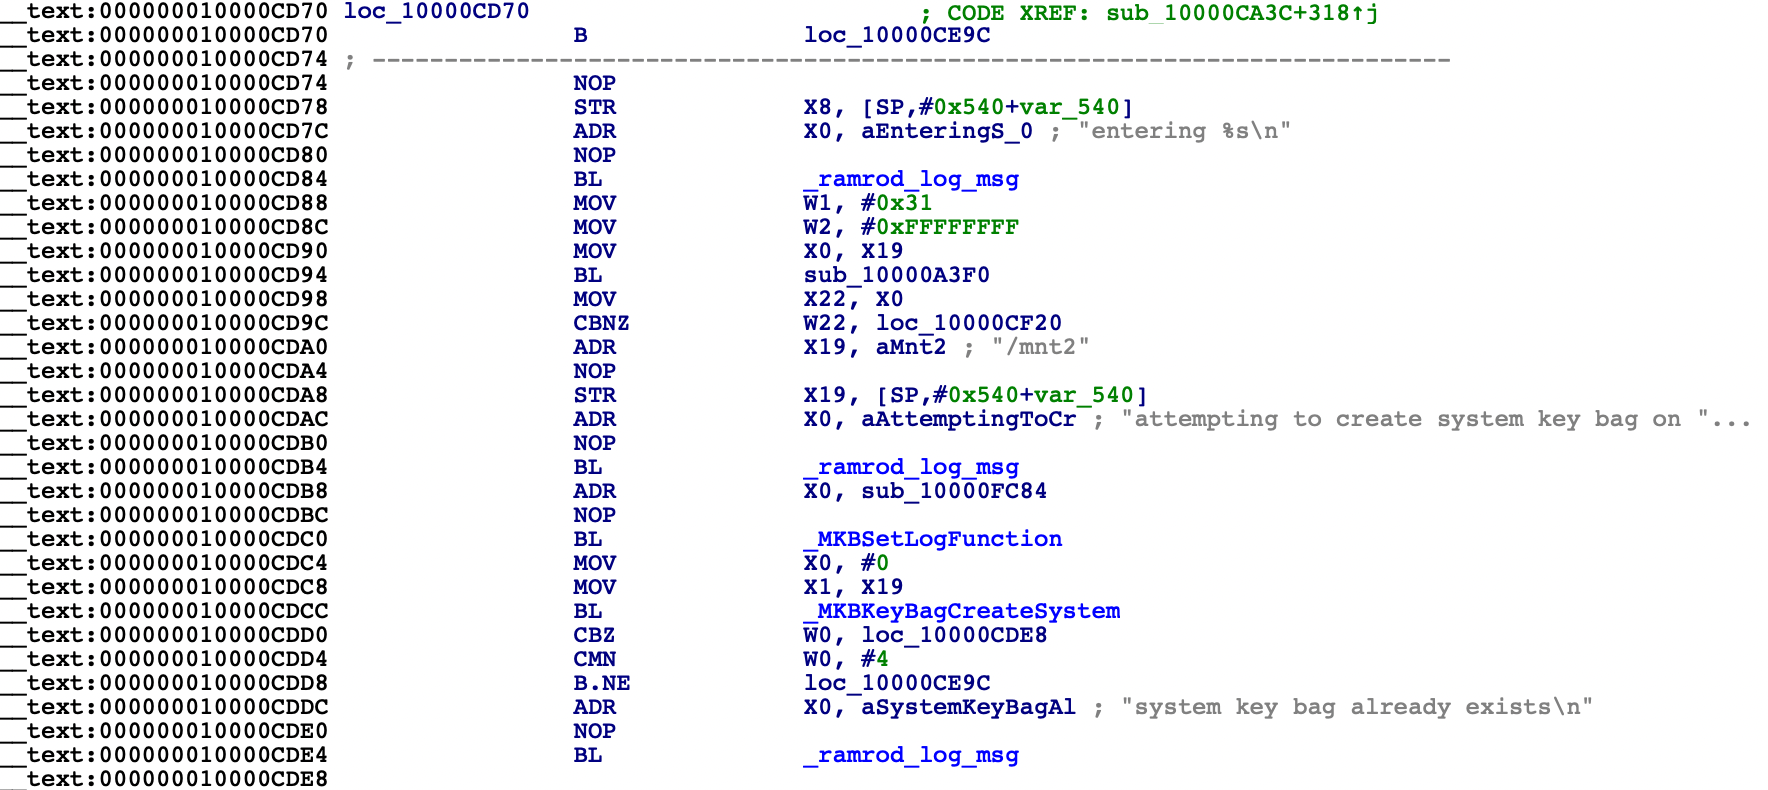 __text:000000010000CD70 loc_10000CD70 ; CODE XREF: sub_10000CA3C+318↑j
__text:000000010000CD70 B loc_10000CE9C
__text:000000010000CD74 ; ---------------------------------------------------------------------------
__text:000000010000CD74 NOP
__text:000000010000CD78 STR X8, [SP,#0x540+var_540]
__text:000000010000CD7C ADR X0, aEnteringS_0 ; "entering %s\n"
__text:000000010000CD80 NOP
__text:000000010000CD84 BL _ramrod_log_msg
__text:000000010000CD88 MOV W1, #0x31
__text:000000010000CD8C MOV W2, #0xFFFFFFFF
__text:000000010000CD90 MOV X0, X19
__text:000000010000CD94 BL sub_10000A3F0
__text:000000010000CD98 MOV X22, X0
__text:000000010000CD9C CBNZ W22, loc_10000CF20
__text:000000010000CDA0 ADR X19, aMnt2 ; "/mnt2"
__text:000000010000CDA4 NOP
__text:000000010000CDA8 STR X19, [SP,#0x540+var_540]
__text:000000010000CDAC ADR X0, aAttemptingToCr ; "attempting to create system key bag on "...
__text:000000010000CDB0 NOP
__text:000000010000CDB4 BL _ramrod_log_msg
__text:000000010000CDB8 ADR X0, sub_10000FC84
__text:000000010000CDBC NOP
__text:000000010000CDC0 BL _MKBSetLogFunction
__text:000000010000CDC4 MOV X0, #0
__text:000000010000CDC8 MOV X1, X19
__text:000000010000CDCC BL _MKBKeyBagCreateSystem
__text:000000010000CDD0 CBZ W0, loc_10000CDE8
__text:000000010000CDD4 CMN W0, #4
__text:000000010000CDD8 B.NE loc_10000CE9C
__text:000000010000CDDC ADR X0, aSystemKeyBagAl ; "system key bag already exists\n"
__text:000000010000CDE0 NOP
__text:000000010000CDE4 BL _ramrod_log_msg
__text:000000010000CDE8